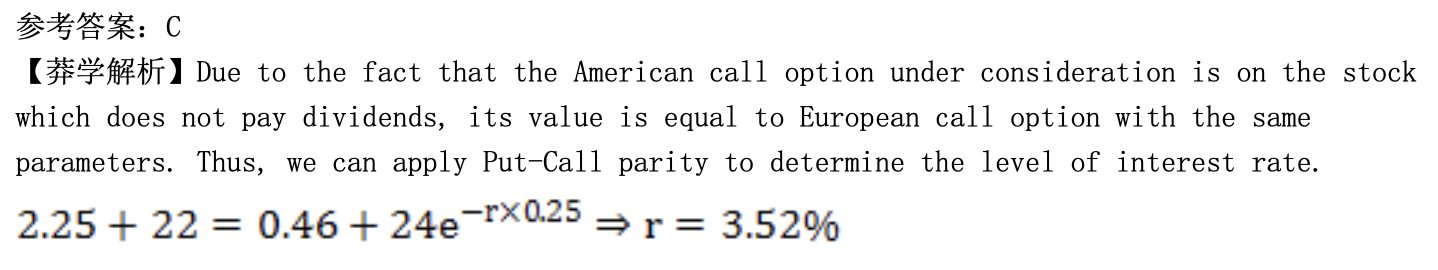 参考答案：C
【莽学解析】Due to the fact that the American call option under consideration is on the stock
which does not pay dividends, its value is equal to European call option with the same
parameters. Thus, we can apply Put-Call parity to determine the level of interest rate.
2.25 + 22 = 0.46 + 24e^{−r×0.25} ⇒ r = 3.52%